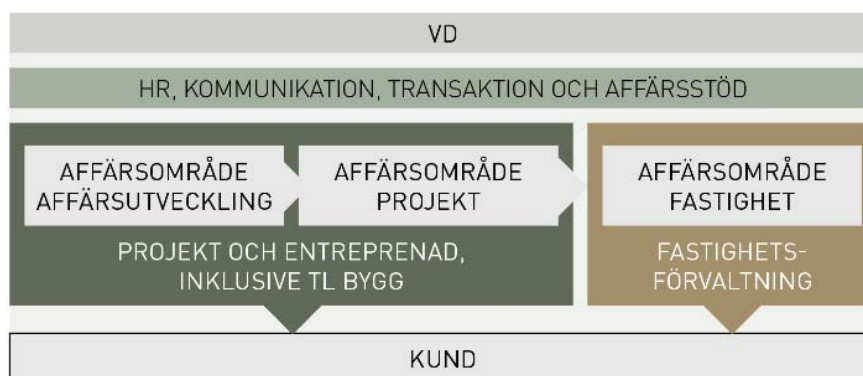 VD
HR, KOMMUNIKATION, TRANSAKTION OCH AFFÄRSSTÖD
AFFÄRSOMRÅDE
AFFÄRSUTVECKLING
AFFÄRSOMRÅDE
PROJEKT
AFFÄRSOMRÅDE
FASTIGHET
PROJEKT OCH ENTREPRENAD,
INKLUSIVE TL BYGG
FASTIGHETS-
FÖRVALTNING
KUND